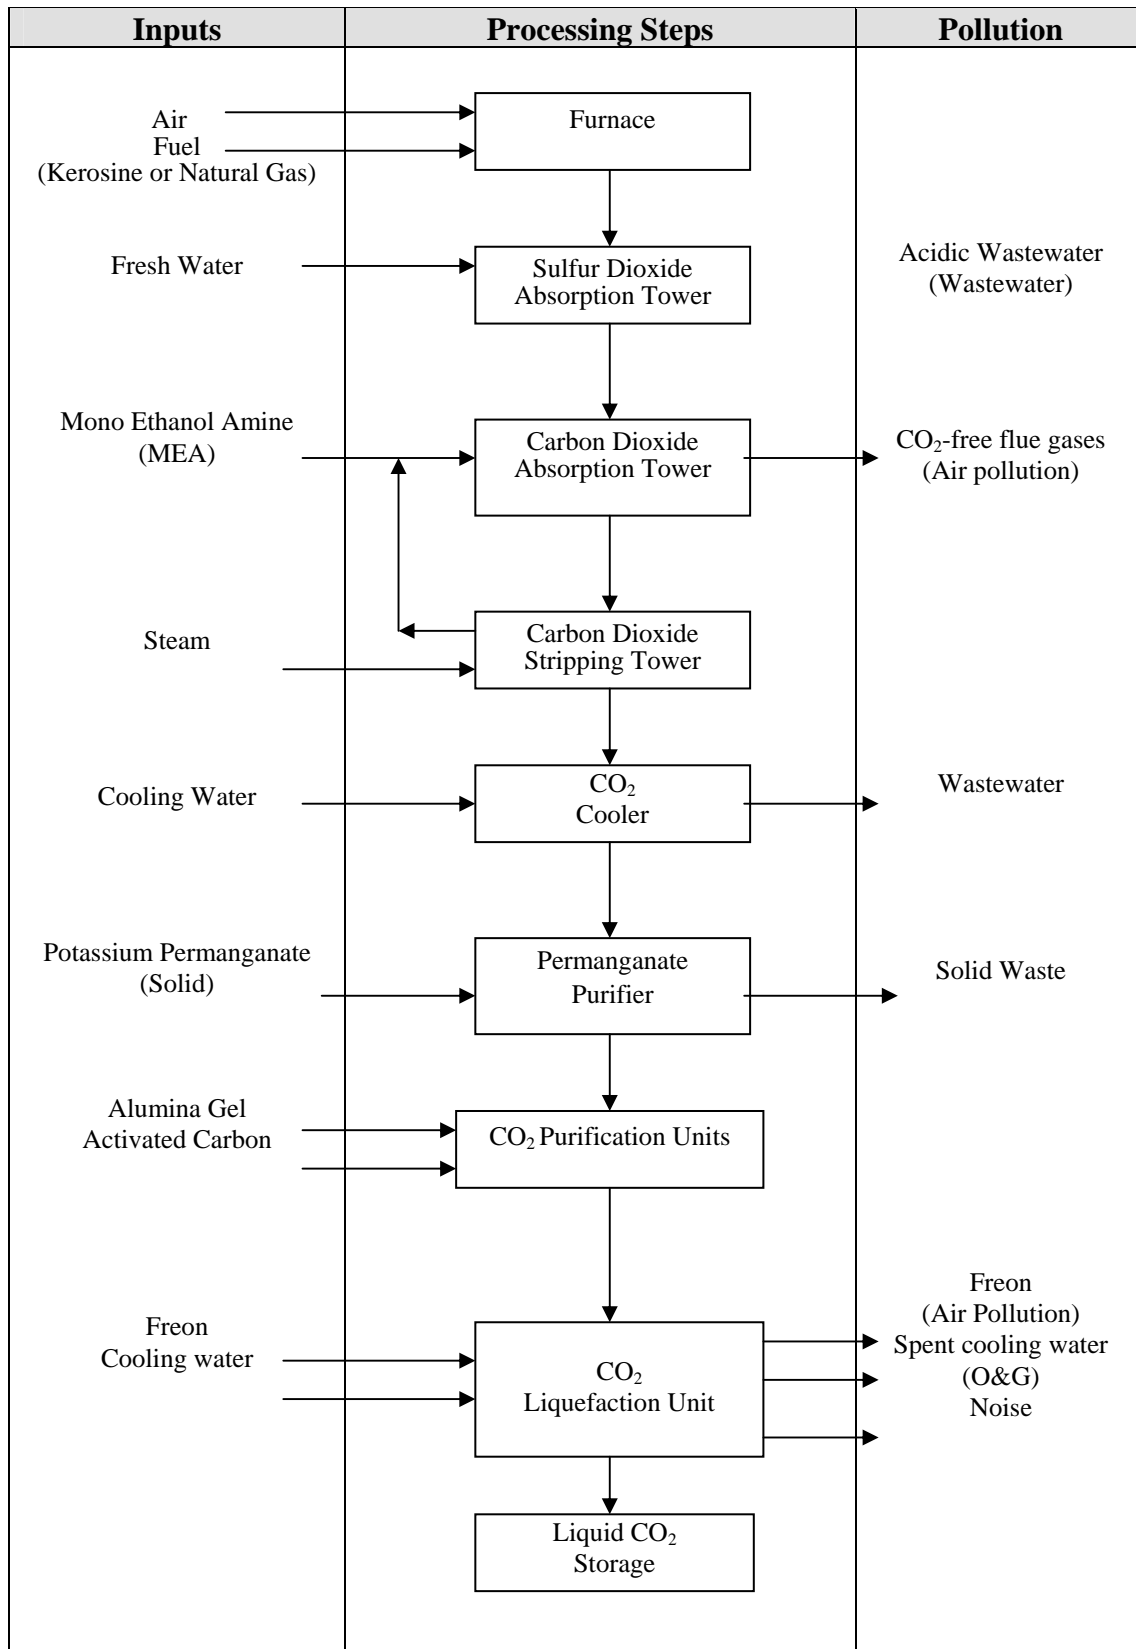 Inputs
Processing Steps
Pollution
Air
Fuel
(Kerosine or Natural Gas)
Furnace
Fresh Water
Sulfur Dioxide
Absorption Tower
Acidic Wastewater
(Wastewater)
Mono Ethanol Amine
(MEA)
Carbon Dioxide
Absorption Tower
CO₂-free flue gases
(Air pollution)
Steam
Carbon Dioxide
Stripping Tower
Cooling Water
CO₂
Cooler
Wastewater
Potassium Permanganate
(Solid)
Permanganate
Purifier
Solid Waste
Alumina Gel
Activated Carbon
CO₂ Purification Units
Freon
Cooling water
CO₂
Liquefaction Unit
Freon
(Air Pollution)
Spent cooling water
(O&G)
Noise
Liquid CO₂
Storage